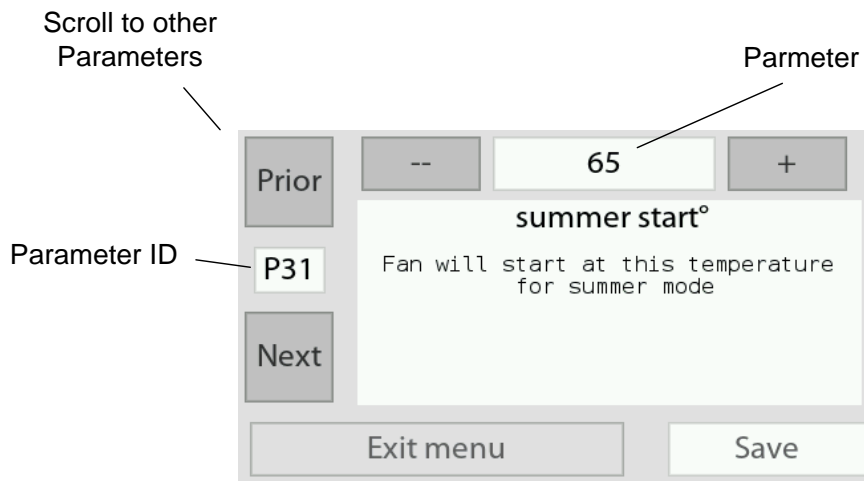 Scroll to other
Parameters
Parmeter
Prior
--
65
+
summer start°
Parameter ID
P31
Fan will start at this temperature
for summer mode
Next
Exit menu
Save